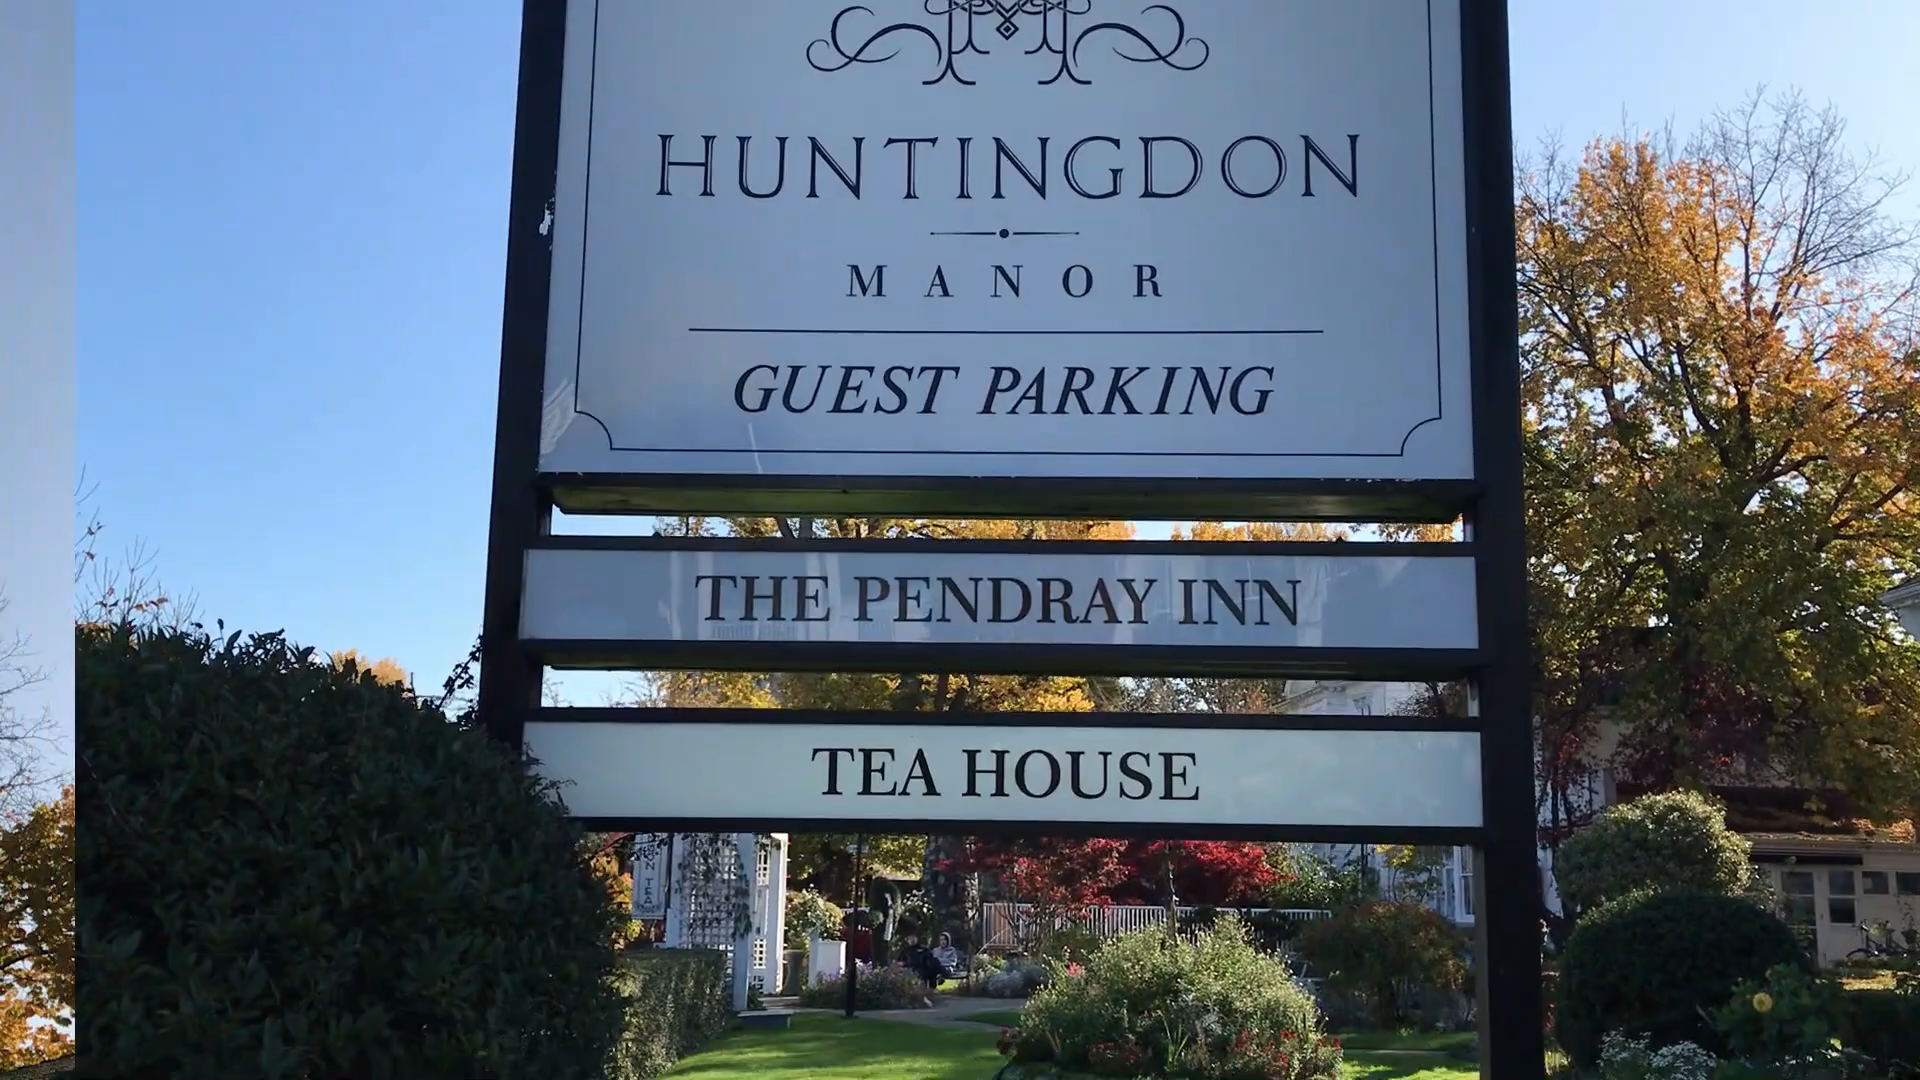 HUNTINGDON
MANOR
GUEST PARKING
THE PENDRAY INN
TEA HOUSE